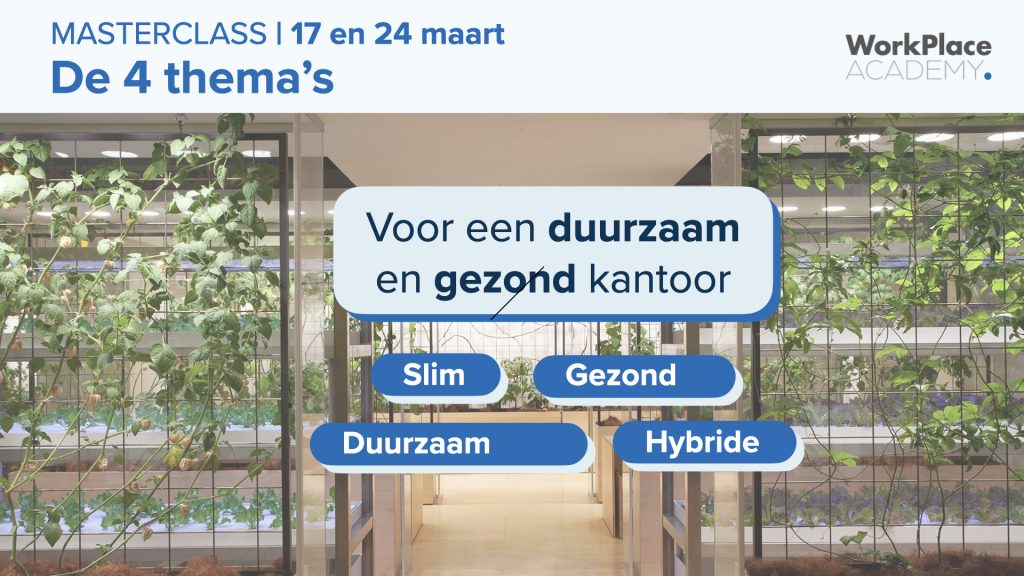 MASTERCLASS | 17 en 24 maart
De 4 thema's
WorkPlace
ACADEMY.
Voor een duurzaam
en gezond kantoor
Slim
Gezond
Duurzaam
Hybride